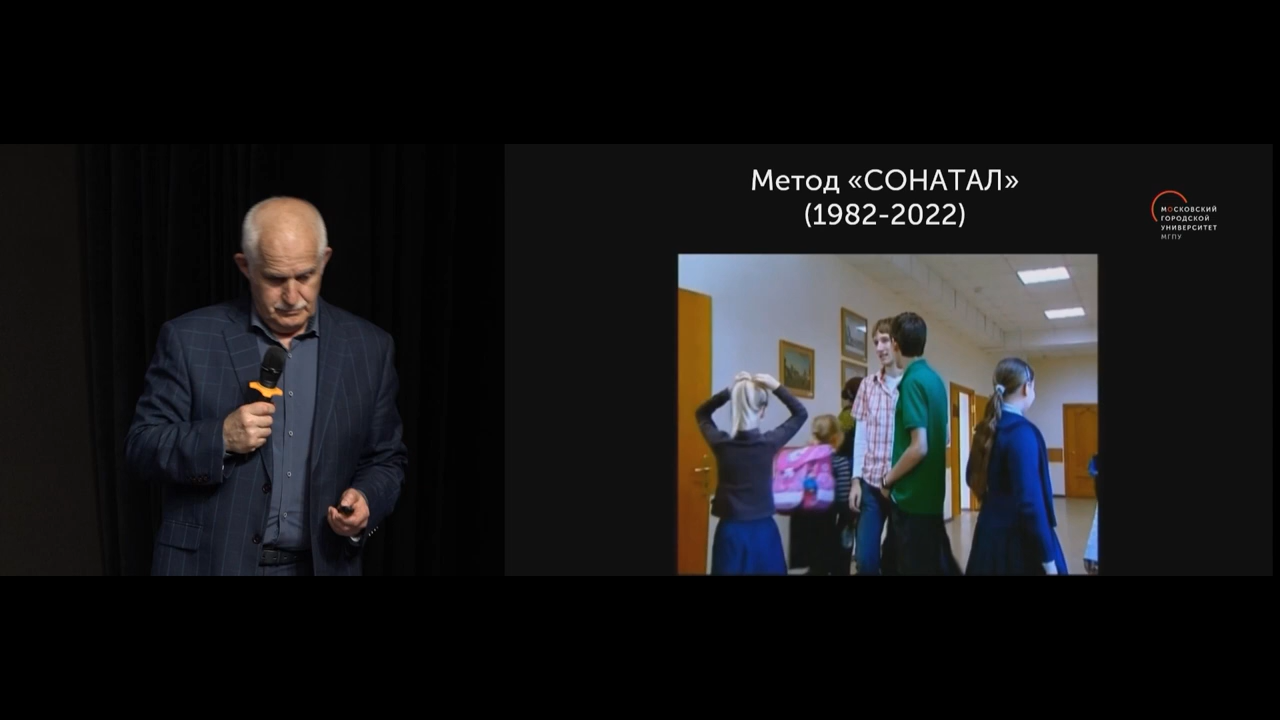 Метод «СОНАТАЛ»
(1982-2022)
МОСКОВСКИЙ
ГОРОДСКОЙ
УНИВЕРСИТЕТ
МГПУ